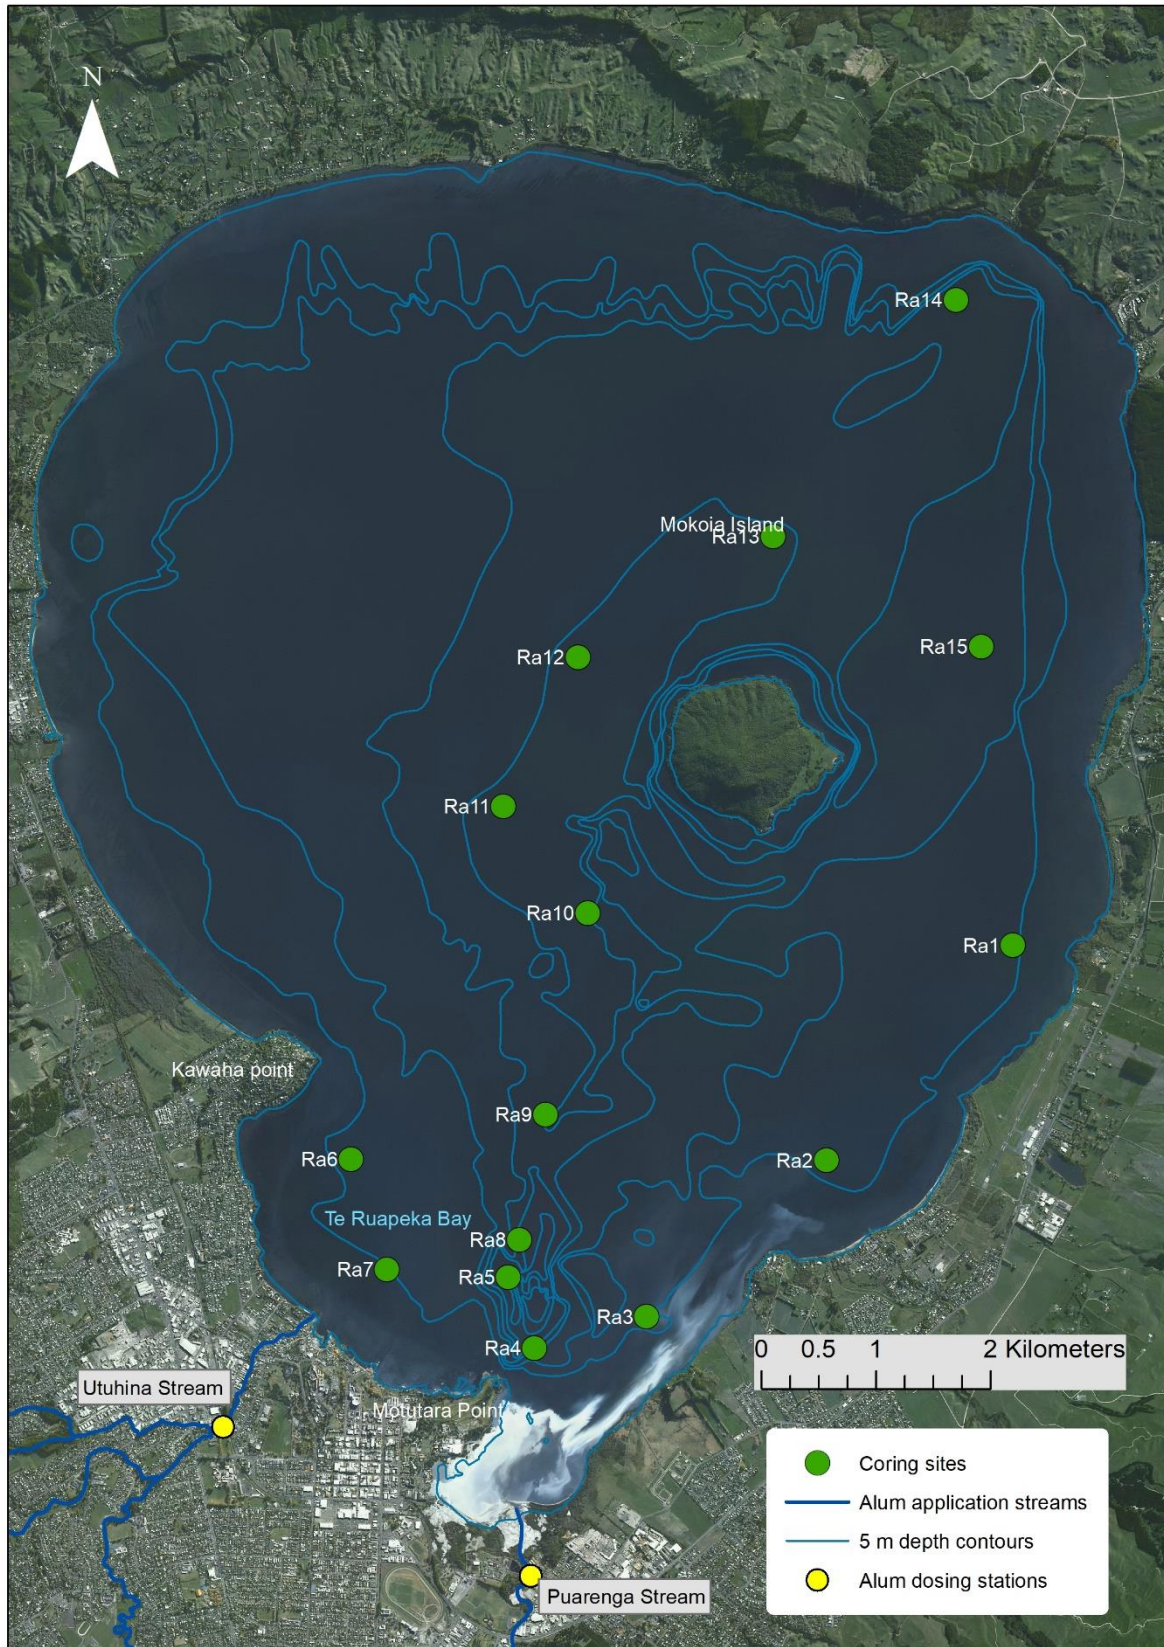 N
Ra14
Mokoia Island
Ra13
Ra12
Ra15
Ra11
Ra10
Ra1
Kawaha point
Ra9
Ra6
Ra2
Te Ruapeka Bay
Ra8
Ra7
Ra5
Ra3
Ra4
0 0.5 1 2 Kilometers
Utuhina Stream
Motutara Point
Coring sites
Alum application streams
5 m depth contours
Alum dosing stations
Puarenga Stream